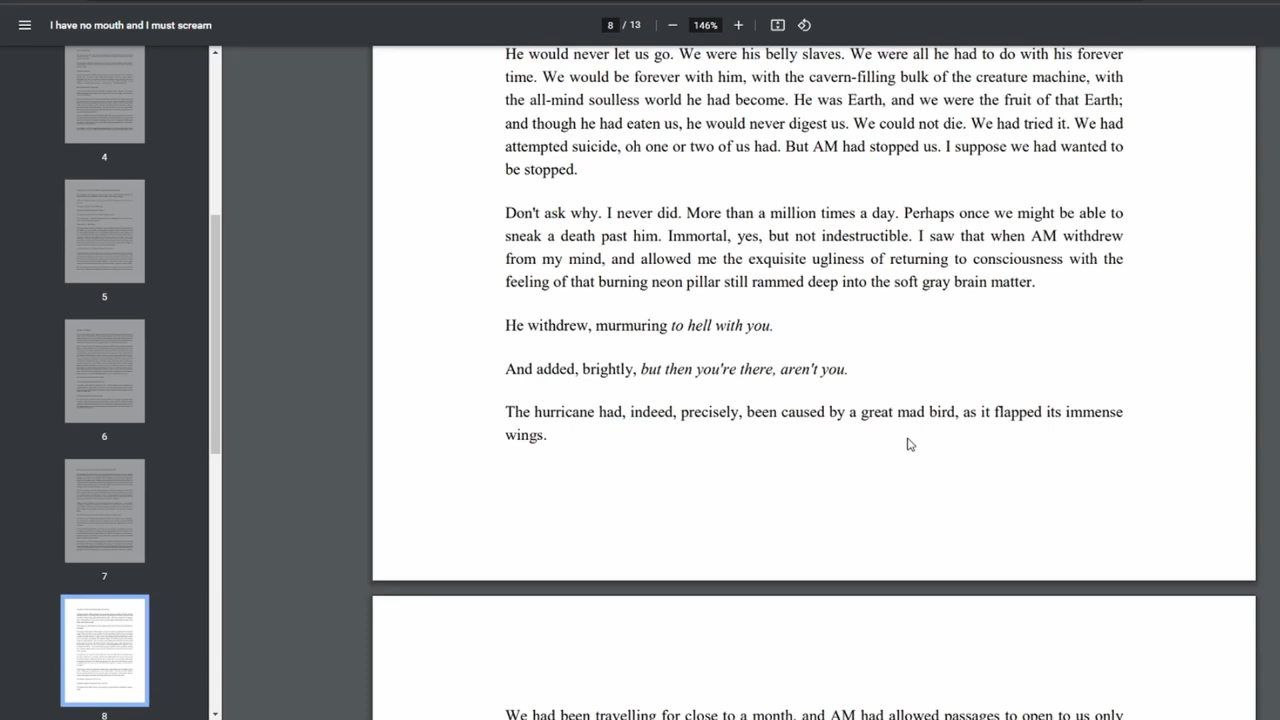 I have no mouth and I must scream
8 / 13
146%
4
5
6
7
8
He would never let us go. We were his belly slaves. We were all he had to do with his forever
time. We would be forever with him, with the cavern-filling bulk of the creature machine, with
the all-mind soulless world he had become. He was Earth, and we were the fruit of that Earth;
and though he had eaten us, he would never digest us. We could not die. We had tried it. We had
attempted suicide, oh one or two of us had. But AM had stopped us. I suppose we had wanted to
be stopped.
Don't ask why. I never did. More than a million times a day. Perhaps once we might be able to
sneak a death past him. Immortal, yes, but not indestructible. I saw that when AM withdrew
from my mind, and allowed me the exquisite ugliness of returning to consciousness with the
feeling of that burning neon pillar still rammed deep into the soft gray brain matter.
He withdrew, murmuring to hell with you.
And added, brightly, but then you're there, aren't you.
The hurricane had, indeed, precisely, been caused by a great mad bird, as it flapped its immense
wings.
We had been travelling for close to a month, and AM had allowed passages to open to us only